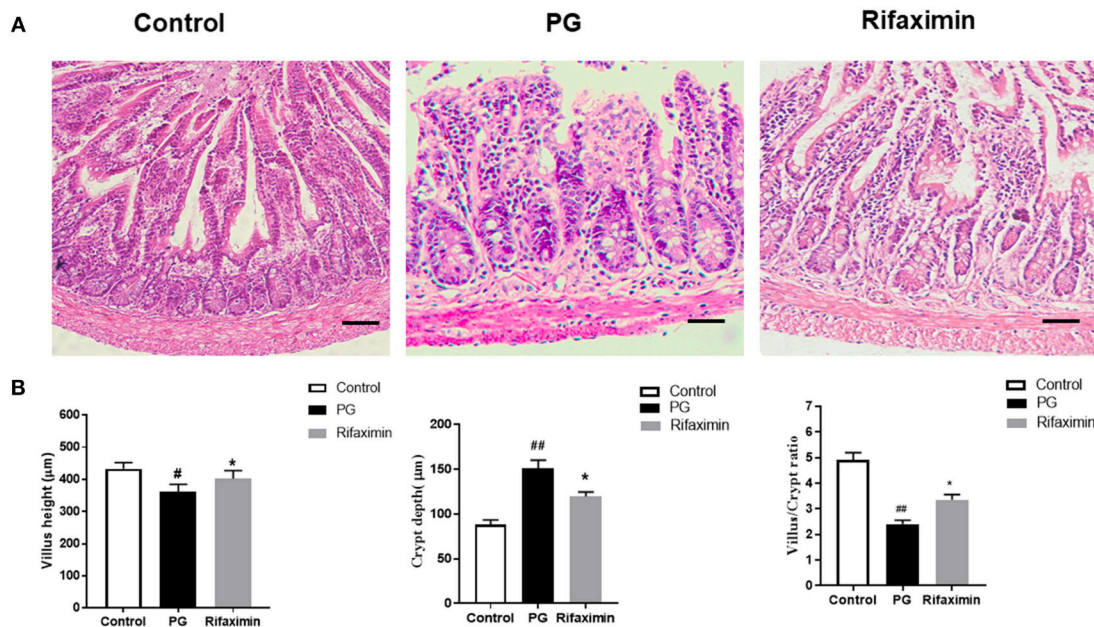 A
Control
PG
Rifaximin
B
Control
PG
Rifaximin
600
500
400
300
200
100
0
Villus height (μm)
#
*
Control
PG
Rifaximin
Control
PG
Rifaximin
200
150
100
50
0
Crypt depth( μm)
##
*
Control
PG
Rifaximin
Control
PG
Rifaximin
7
6
5
4
3
2
1
0
Villus/Crypt ratio
##
*
Control
PG
Rifaximin